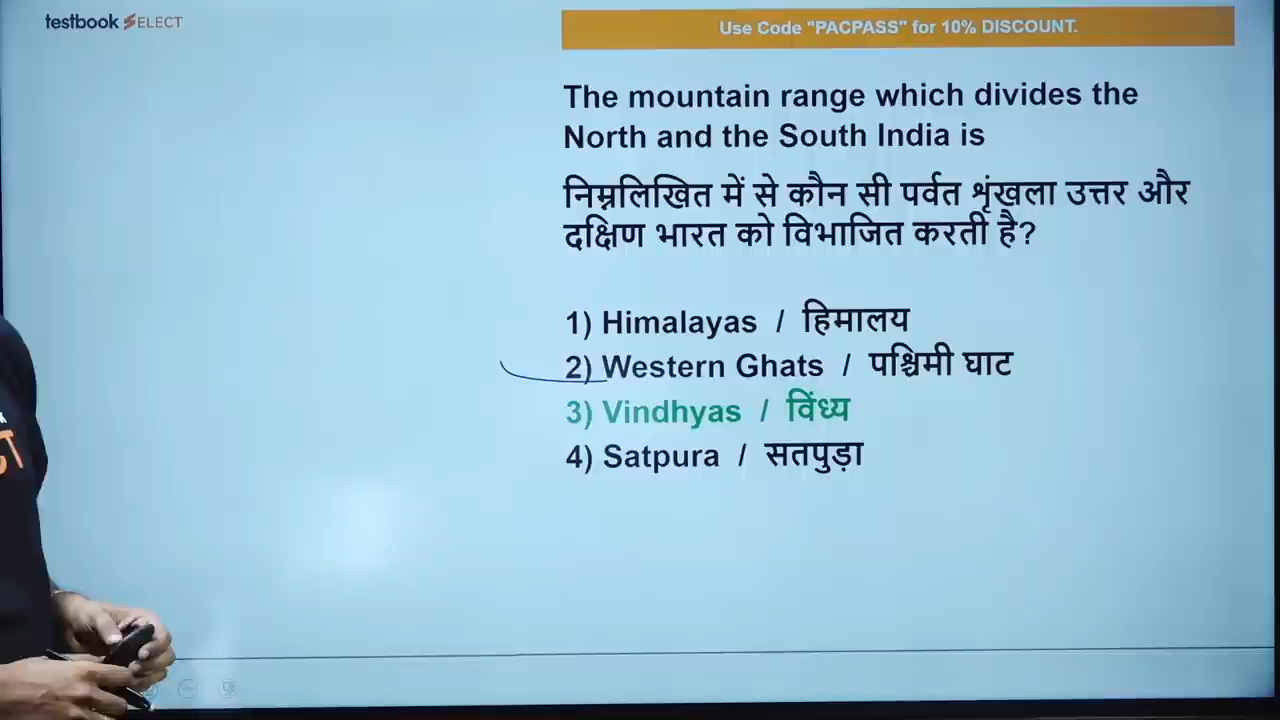 testbook SELECT
Use Code "PACPASS" for 10% DISCOUNT.
The mountain range which divides the
North and the South India is
निम्नलिखित में से कौन सी पर्वत शृंखला उत्तर और
दक्षिण भारत को विभाजित करती है?
1) Himalayas / हिमालय
2) Western Ghats / पश्चिमी घाट
3) Vindhyas / विंध्य
4) Satpura / सतपुड़ा
CT